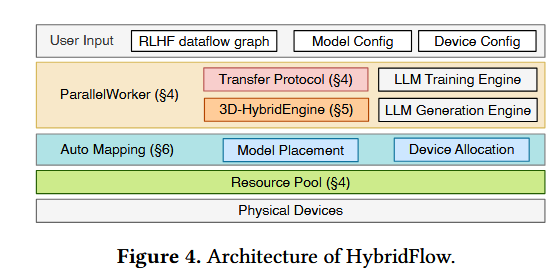 User Input RLHF dataflow graph Model Config Device Config
Transfer Protocol (§4) LLM Training Engine
ParallelWorker (§4)
3D-HybridEngine (§5) LLM Generation Engine
Auto Mapping (§6) Model Placement Device Allocation
Resource Pool (§4)
Physical Devices
Figure 4. Architecture of HybridFlow.